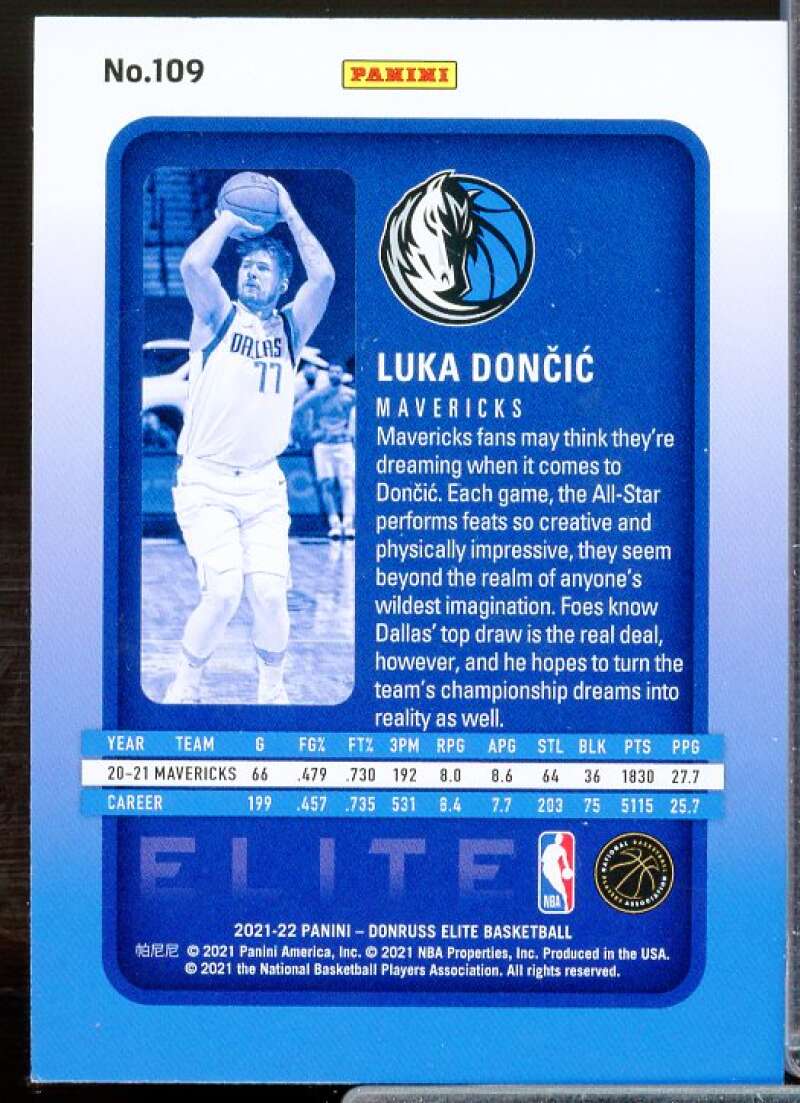 No.109
PANINI
DALLAS
77
LUKA DONČIĆ
MAVERICKS
Mavericks fans may think they're
dreaming when it comes to
Dončić. Each game, the All-Star
performs feats so creative and
physically impressive, they seem
beyond the realm of anyone's
wildest imagination. Foes know
Dallas' top draw is the real deal,
however, and he hopes to turn the
team's championship dreams into
reality as well.
YEAR TEAM G FG% FT% 3PM RPG APG STL BLK PTS PPG
20-21 MAVERICKS 66 .479 .730 192 8.0 8.6 64 36 1830 27.7
CAREER 199 .457 .735 531 8.4 7.7 203 75 5115 25.7
ELITE
NBA
NATIONAL BASKETBALL
PLAYERS ASSOCIATION
2021-22 PANINI – DONRUSS ELITE BASKETBALL
帕尼尼 © 2021 Panini America, Inc. © 2021 NBA Properties, Inc. Produced in the USA.
© 2021 the National Basketball Players Association. All rights reserved.